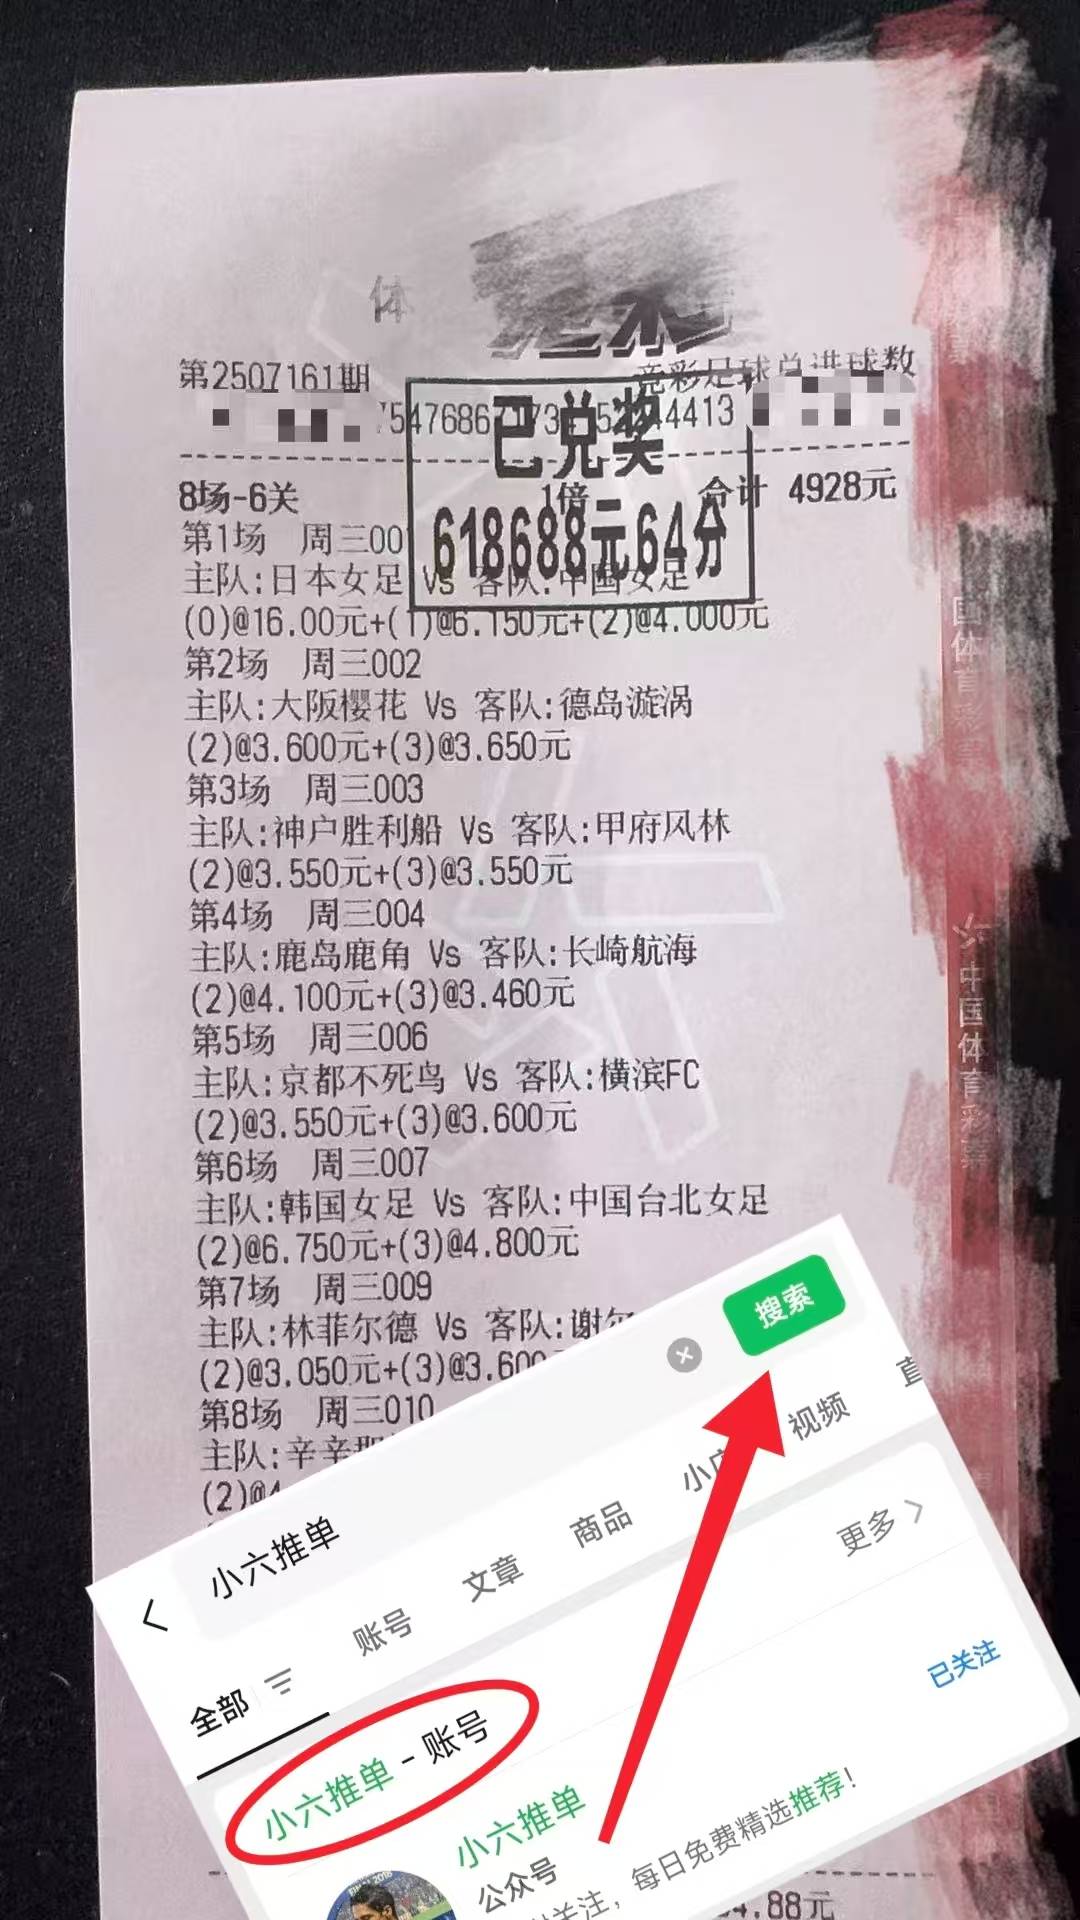 体
第2507161期
竞彩足球总进球数
已兑奖
618688元64分
8场-6关 1倍 合计 4928元
第1场 周三00
主队:日本女足 Vs 客队:中国女足
(0)@16.00元+(1)@6.150元+(2)@4.000元
第2场 周三002
主队:大阪樱花 Vs 客队:德岛漩涡
(2)@3.600元+(3)@3.650元
第3场 周三003
主队:神户胜利船 Vs 客队:甲府风林
(2)@3.550元+(3)@3.550元
第4场 周三004
主队:鹿岛鹿角 Vs 客队:长崎航海
(2)@4.100元+(3)@3.460元
第5场 周三006
主队:京都不死鸟 Vs 客队:横滨FC
(2)@3.550元+(3)@3.600元
第6场 周三007
主队:韩国女足 Vs 客队:中国台北女足
(2)@6.750元+(3)@4.800元
第7场 周三009
主队:林菲尔德 Vs 客队:谢尔
(2)@3.050元+(3)@3.600
第8场 周三010
主队:辛辛那
(2)@4
国体育彩票
中国体育彩票
小六推单
搜索
全部
账号
文章
商品
视频
小六推单 - 账号
更多
小六推单
已关注
公众号
关注，每日免费精选推荐！
4.88元